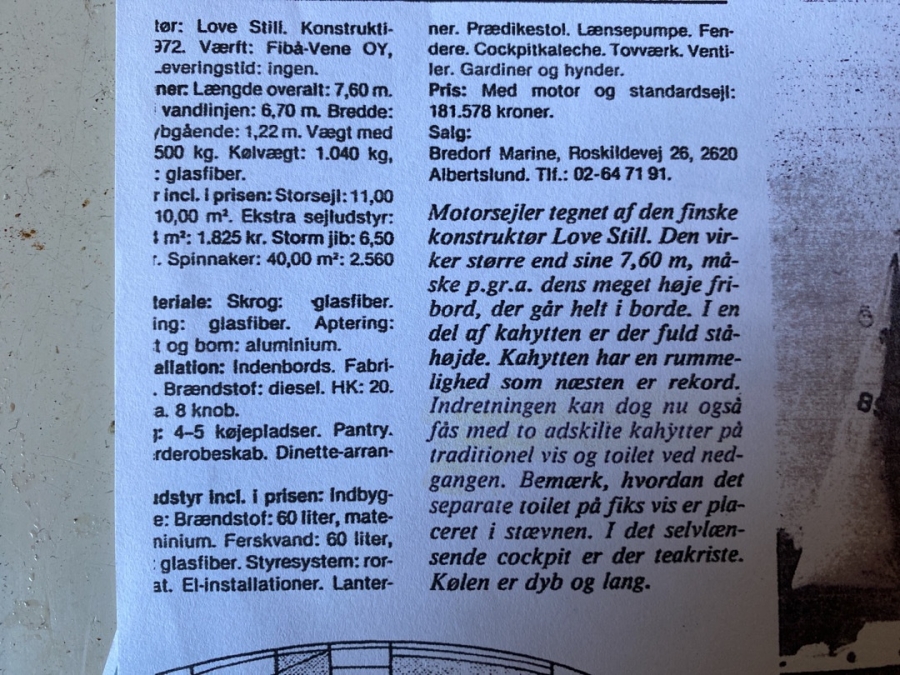 tør: Love Still. Konstrukti-
972. Værft: Fibå-Vene OY,
Leveringstid: ingen.
ner: Længde overalt: 7,60 m.
vandlinjen: 6,70 m. Bredde:
ybgående: 1,22 m. Vægt med
500 kg. Kølvægt: 1.040 kg,
: glasfiber.
r incl. i prisen: Storsejl: 11,00
10,00 m². Ekstra sejludstyr:
m²: 1.825 kr. Storm jib: 6,50
r. Spinnaker: 40,00 m²: 2.560
teriale: Skrog: glasfiber.
ing: glasfiber. Aptering:
t og bom: aluminium.
allation: Indenbords. Fabri-
. Brændstof: diesel. HK: 20.
a. 8 knob.
g: 4–5 køjepladser. Pantry.
rderobeskab. Dinette-arran-
udstyr incl. i prisen: Indbyg-
e: Brændstof: 60 liter, mate-
minium. Ferskvand: 60 liter,
: glasfiber. Styresystem: ror-
at. El-installationer. Lanter-
ner. Prædikestol. Lænsepumpe. Fen-
dere. Cockpitkaleche. Tovværk. Venti-
ler. Gardiner og hynder.
Pris: Med motor og standardsejl:
181.578 kroner.
Salg:
Bredorf Marine, Roskildevej 26, 2620
Albertslund. Tlf.: 02-64 71 91.
Motorsejler tegnet af den finske
konstruktør Love Still. Den vir-
ker større end sine 7,60 m, må-
ske p.gr.a. dens meget høje fri-
bord, der går helt i borde. I en
del af kahytten er der fuld stå-
højde. Kahytten har en rumme-
lighed som næsten er rekord.
Indretningen kan dog nu også
fås med to adskilte kahytter på
traditionel vis og toilet ved ned-
gangen. Bemærk, hvordan det
separate toilet på fiks vis er pla-
ceret i stævnen. I det selvlæn-
sende cockpit er der teakriste.
Kølen er dyb og lang.